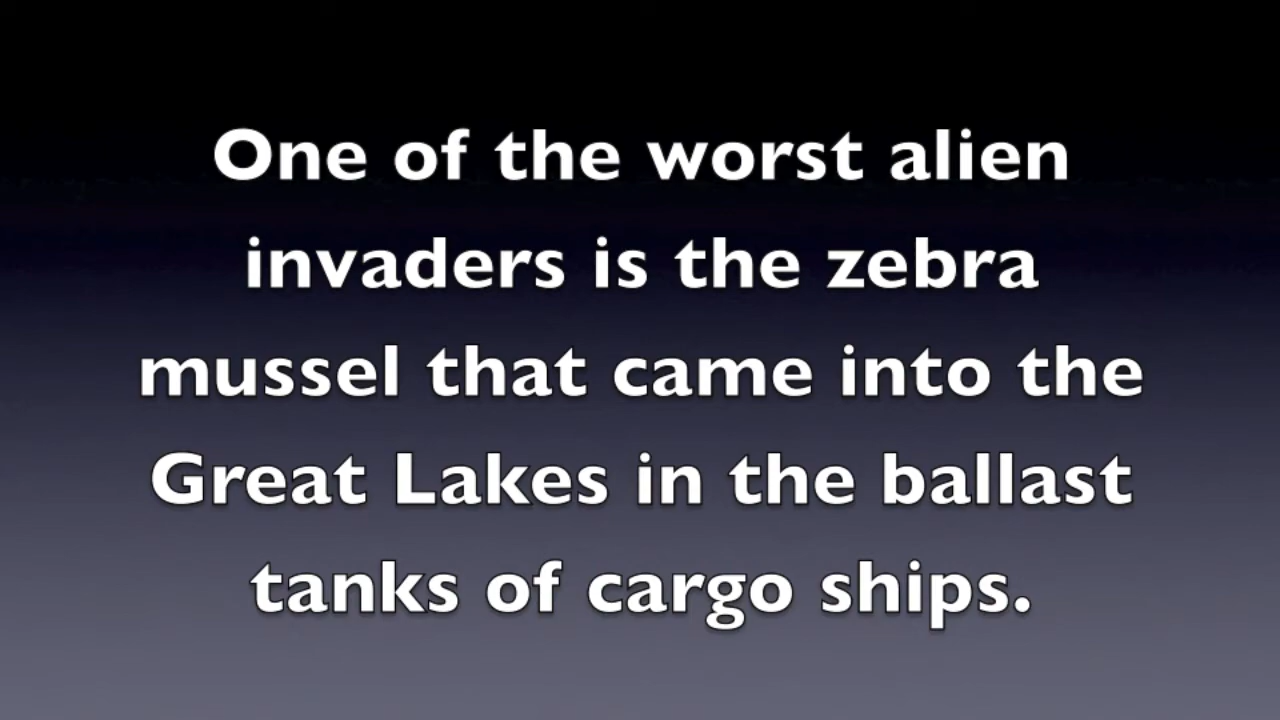 One of the worst alien
invaders is the zebra
mussel that came into the
Great Lakes in the ballast
tanks of cargo ships.